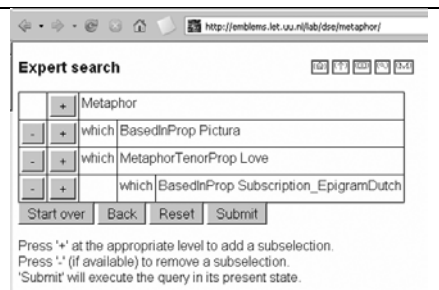 http://emblems.let.uu.nl/lab/dse/metaphor/
Expert search
+ Metaphor
- + which BasedInProp Pictura
- + which MetaphorTenorProp Love
- + which BasedInProp Subscription_EpigramDutch
Start over Back Reset Submit
Press '+' at the appropriate level to add a subselection.
Press '-' (if available) to remove a subselection.
'Submit' will execute the query in its present state.